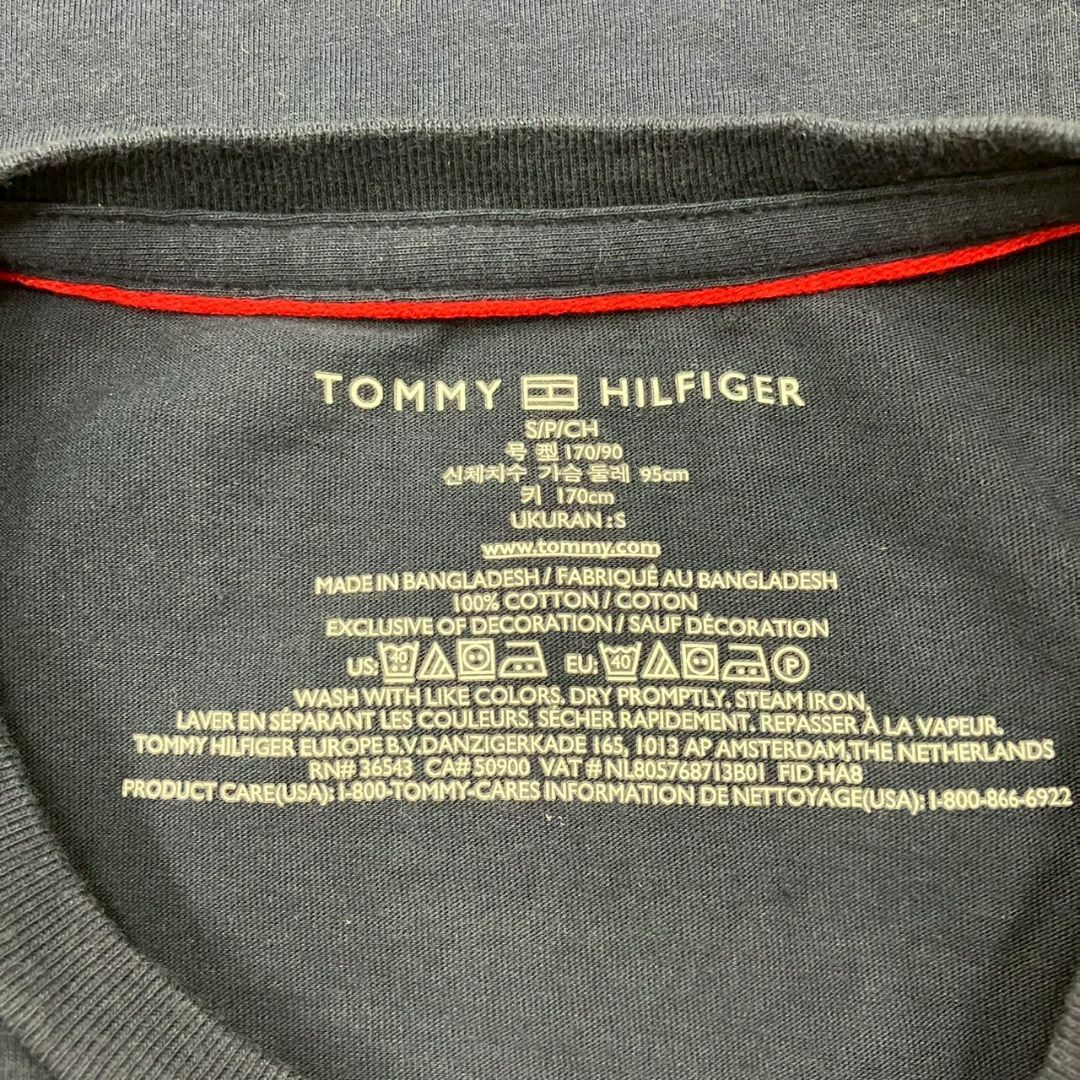 TOMMY HILFIGER
S/P/CH
号 型 170/90
신체치수 가슴 둘레 95cm
키 170cm
UKURAN : S
www.tommy.com
MADE IN BANGLADESH / FABRIQUÉ AU BANGLADESH
100% COTTON / COTON
EXCLUSIVE OF DECORATION / SAUF DÉCORATION
US: 40 EU: 40 P
WASH WITH LIKE COLORS. DRY PROMPTLY. STEAM IRON.
LAVER EN SÉPARANT LES COULEURS. SÉCHER RAPIDEMENT. REPASSER À LA VAPEUR.
TOMMY HILFIGER EUROPE B.V. DANZIGERKADE 165, 1013 AP AMSTERDAM, THE NETHERLANDS
RN# 36543 CA# 50900 VAT # NL805768713B01 FID HA8
PRODUCT CARE(USA): 1-800-TOMMY-CARES INFORMATION DE NETTOYAGE(USA): 1-800-866-6922